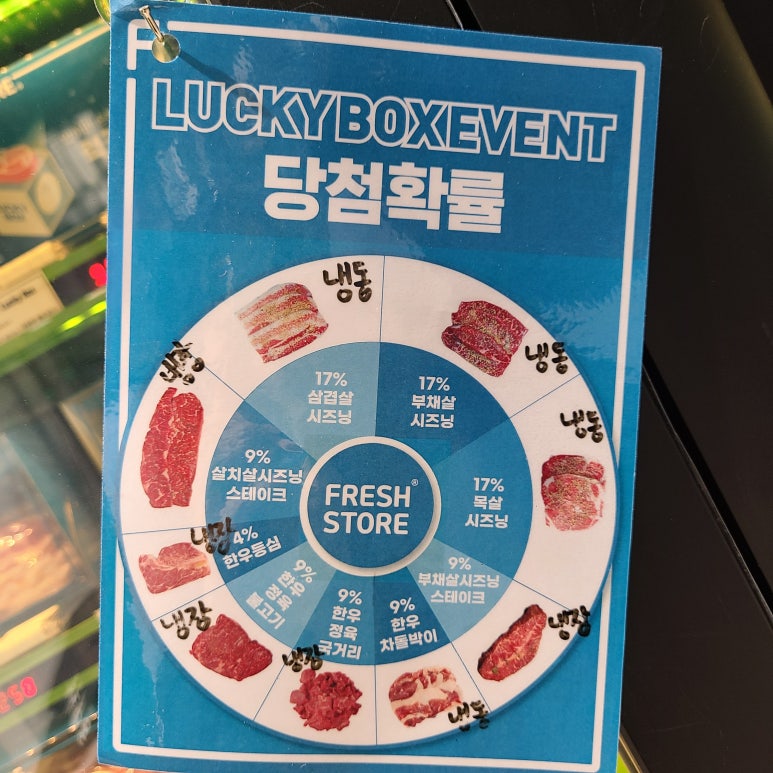 LUCKYBOXEVENT
당첨확률
냉동
17%
삼겹살
시즈닝
17%
부채살
시즈닝
냉동
냉동
17%
목살
시즈닝
9%
부채살시즈닝
스테이크
냉장
9%
한우
차돌박이
냉동
9%
한우
정육
국거리
냉장
9%
한우
정육
불고기
냉장
4%
한우등심
냉장
9%
살치살시즈닝
스테이크
냉장
FRESH®
STORE